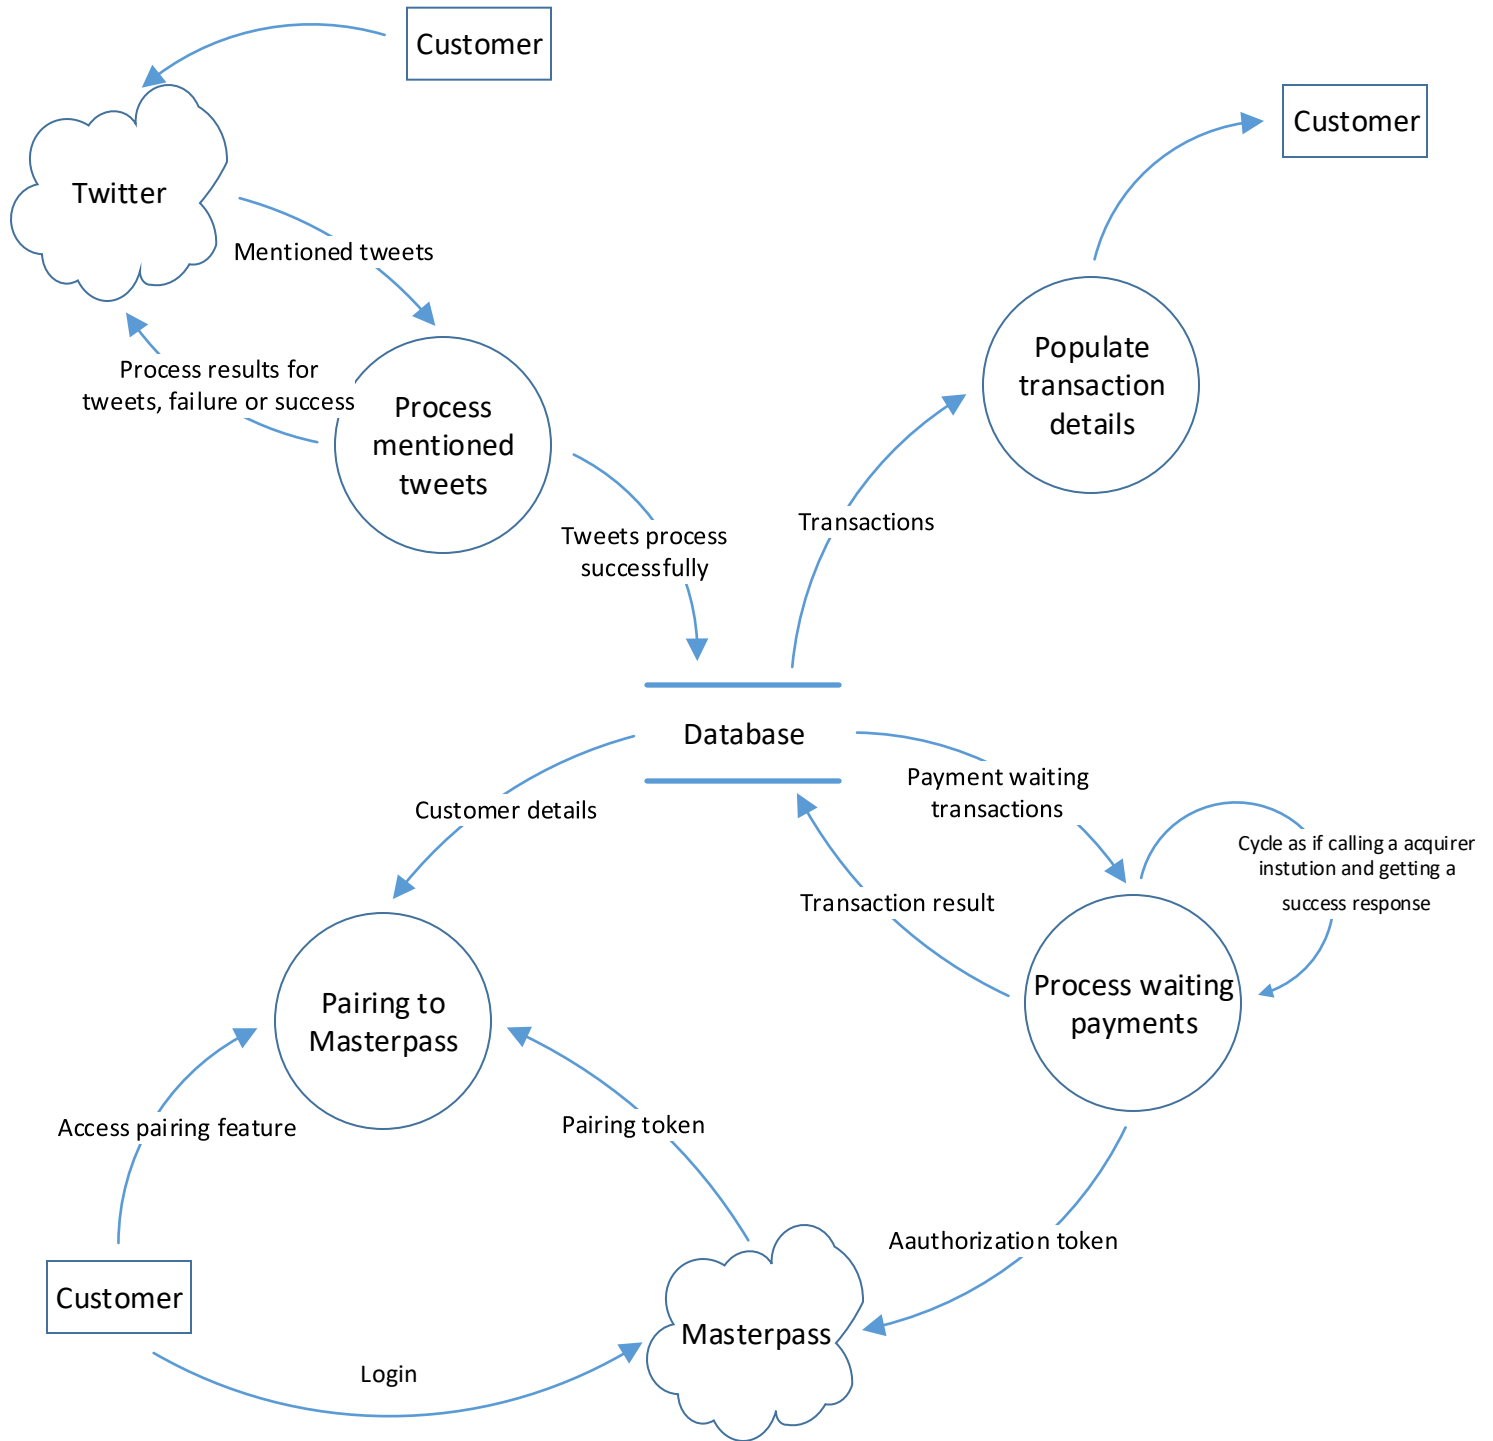 Customer
Customer
Twitter
Mentioned tweets
Process results for
tweets, failure or success
Process
mentioned
tweets
Populate
transaction
details
Tweets process
successfully
Transactions
Database
Customer details
Payment waiting
transactions
Cycle as if calling a acquirer
instution and getting a
success response
Transaction result
Process waiting
payments
Pairing to
Masterpass
Access pairing feature
Pairing token
Aauthorization token
Customer
Masterpass
Login